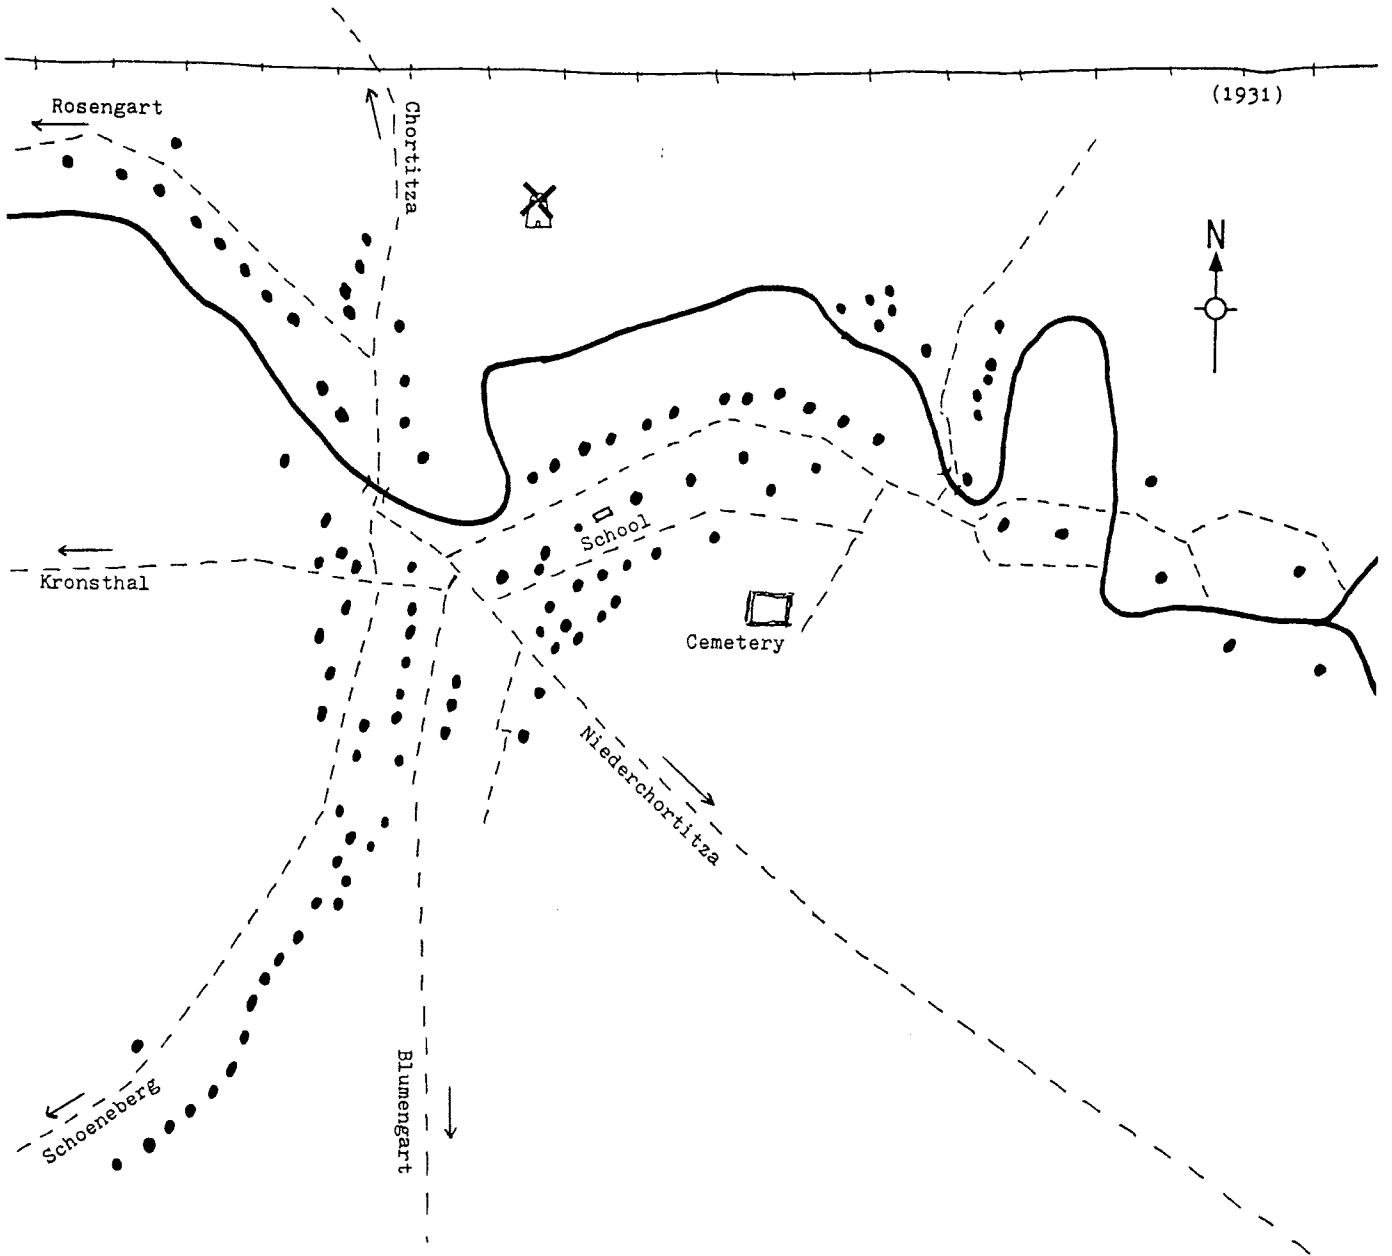 (1931)
Rosengart
Chortitza
N
School
Kronsthal
Cemetery
Niederchortitza
Blumengart
Schoeneberg